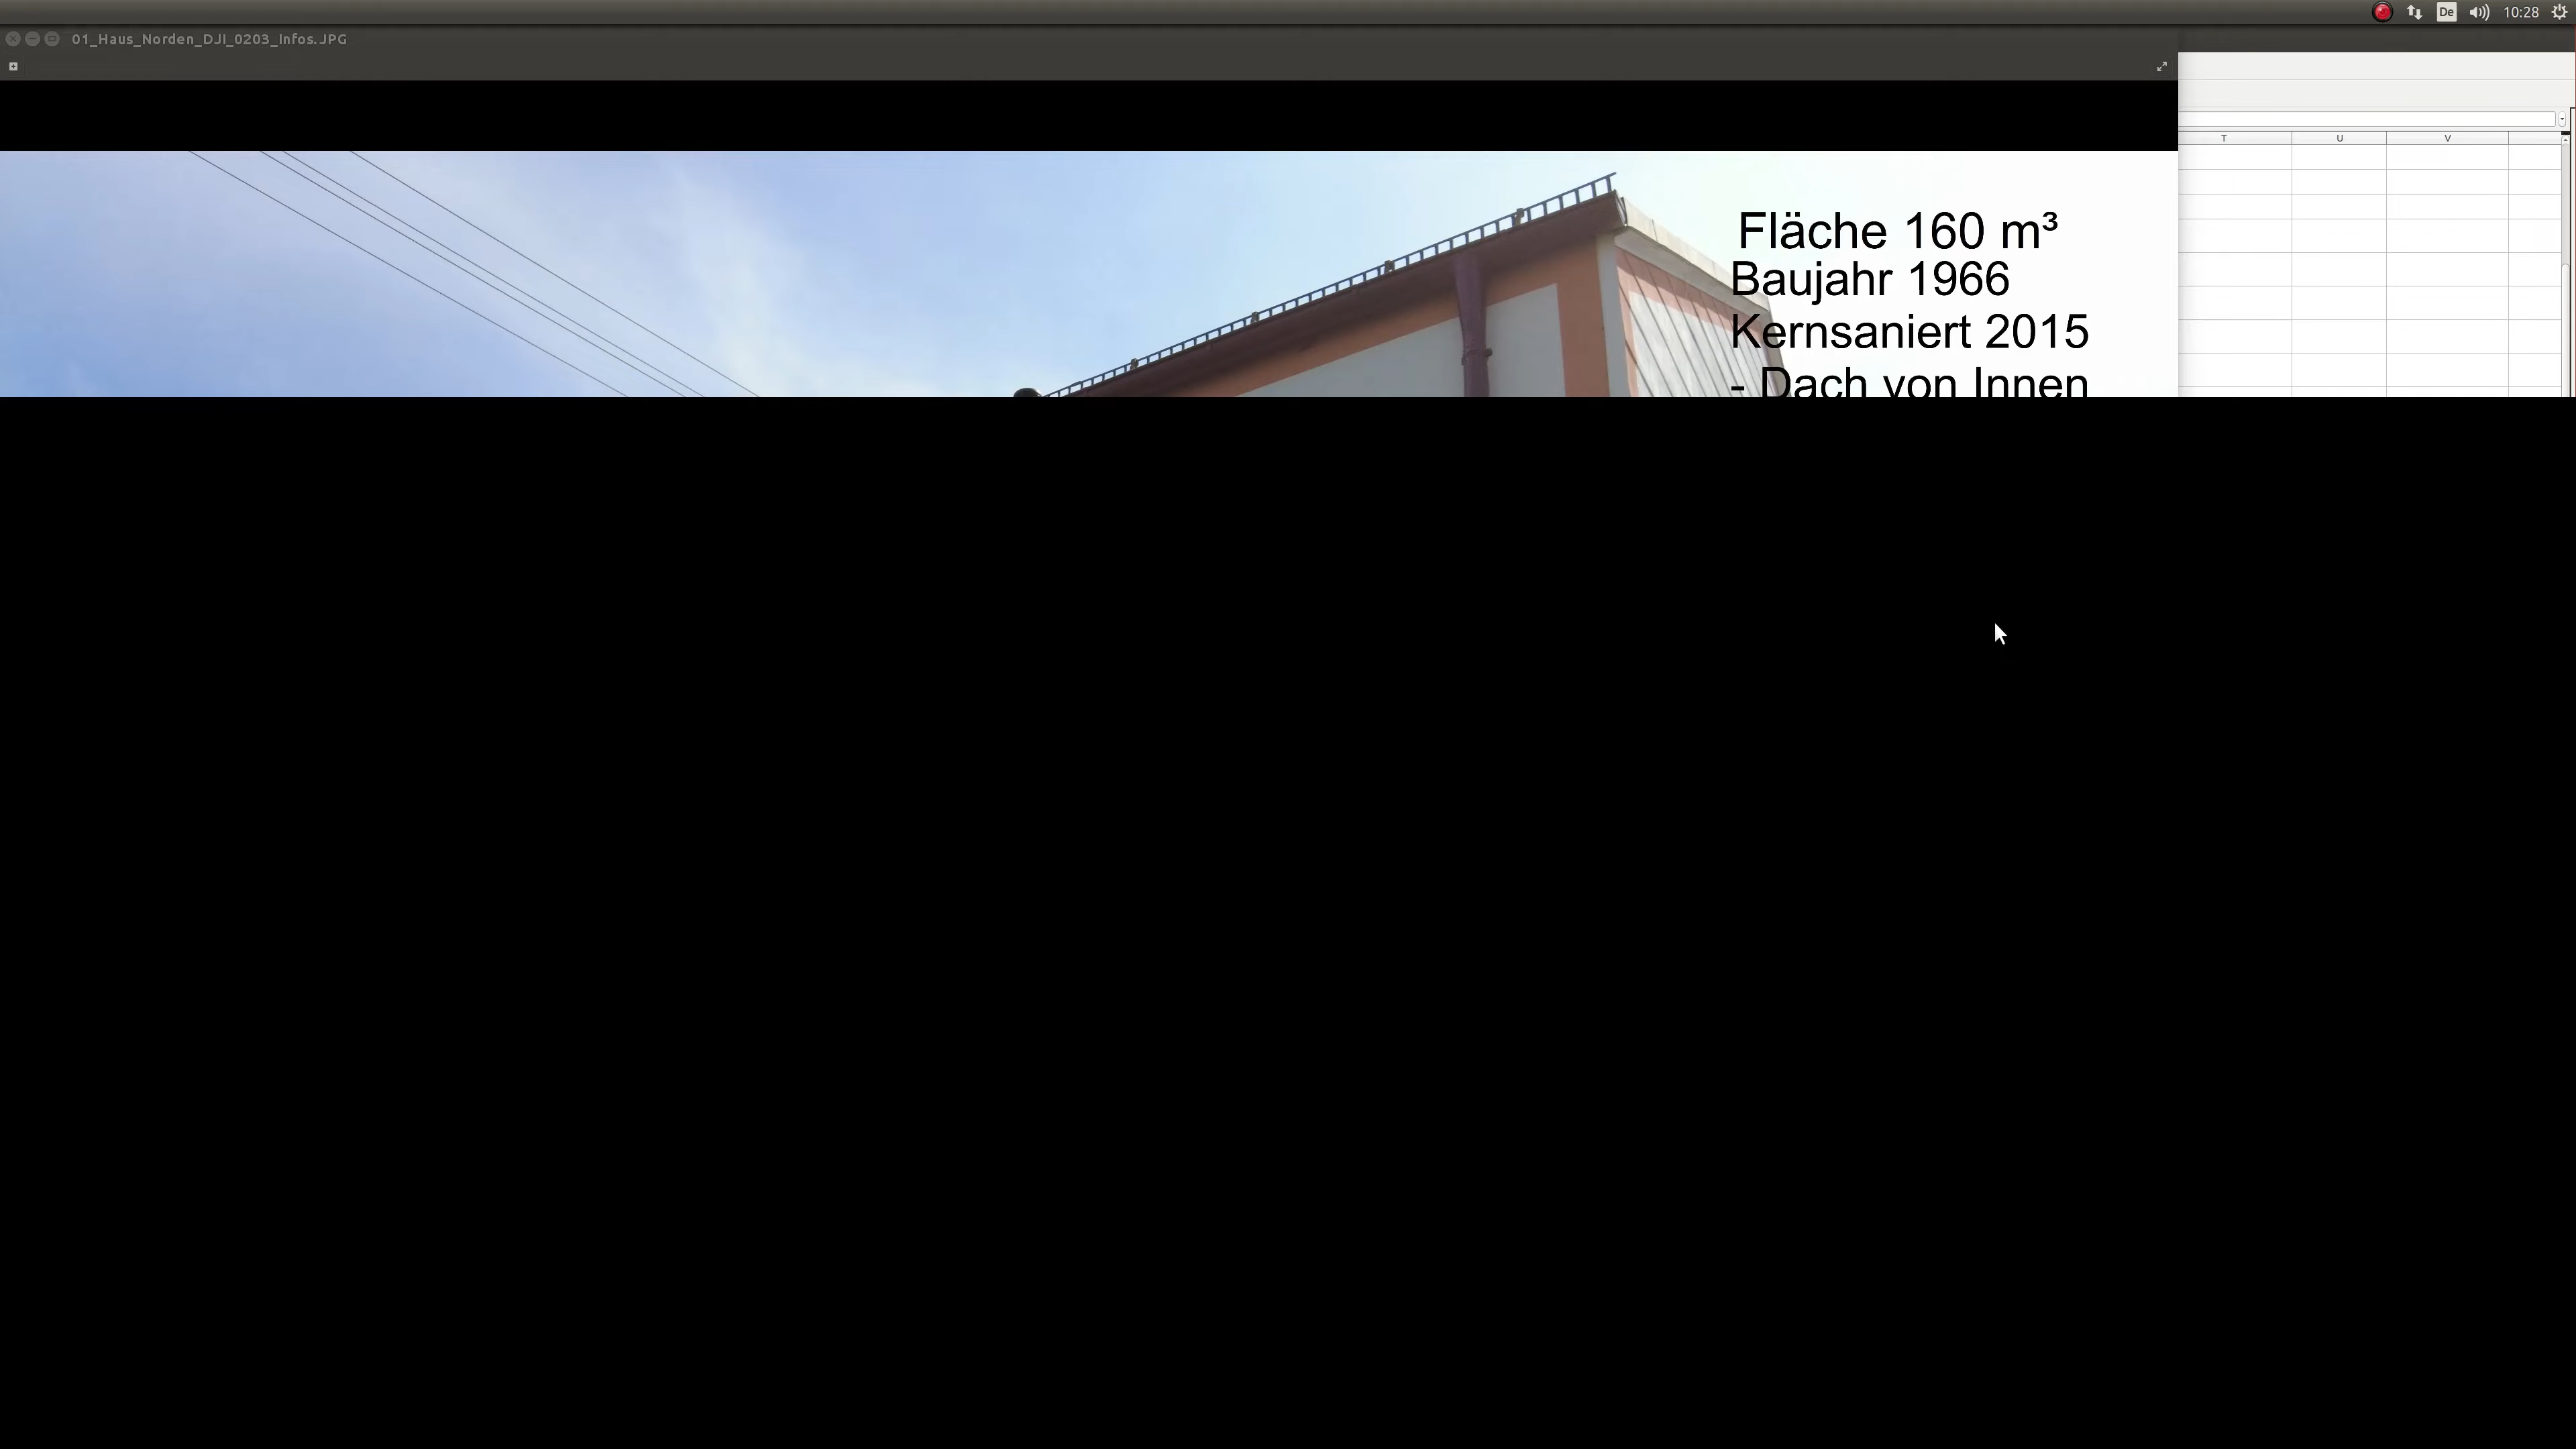 De
10:28
01_Haus_Norden_DJI_0203_Infos.JPG
T U V
Fläche 160 m³
Baujahr 1966
Kernsaniert 2015
- Dach von Innen